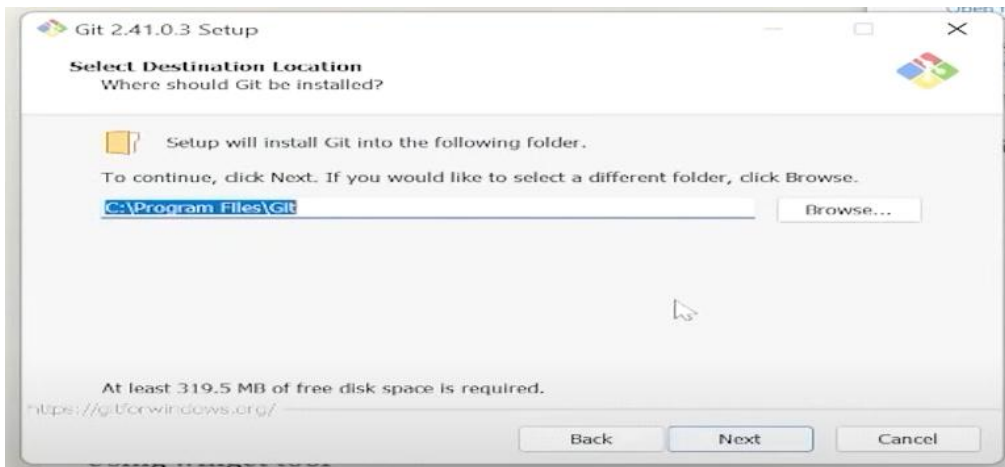 Git 2.41.0.3 Setup
Select Destination Location
Where should Git be installed?
Setup will install Git into the following folder.
To continue, click Next. If you would like to select a different folder, click Browse.
C:\Program Files\Git
Browse...
At least 319.5 MB of free disk space is required.
https://gitforwindows.org/
Back
Next
Cancel